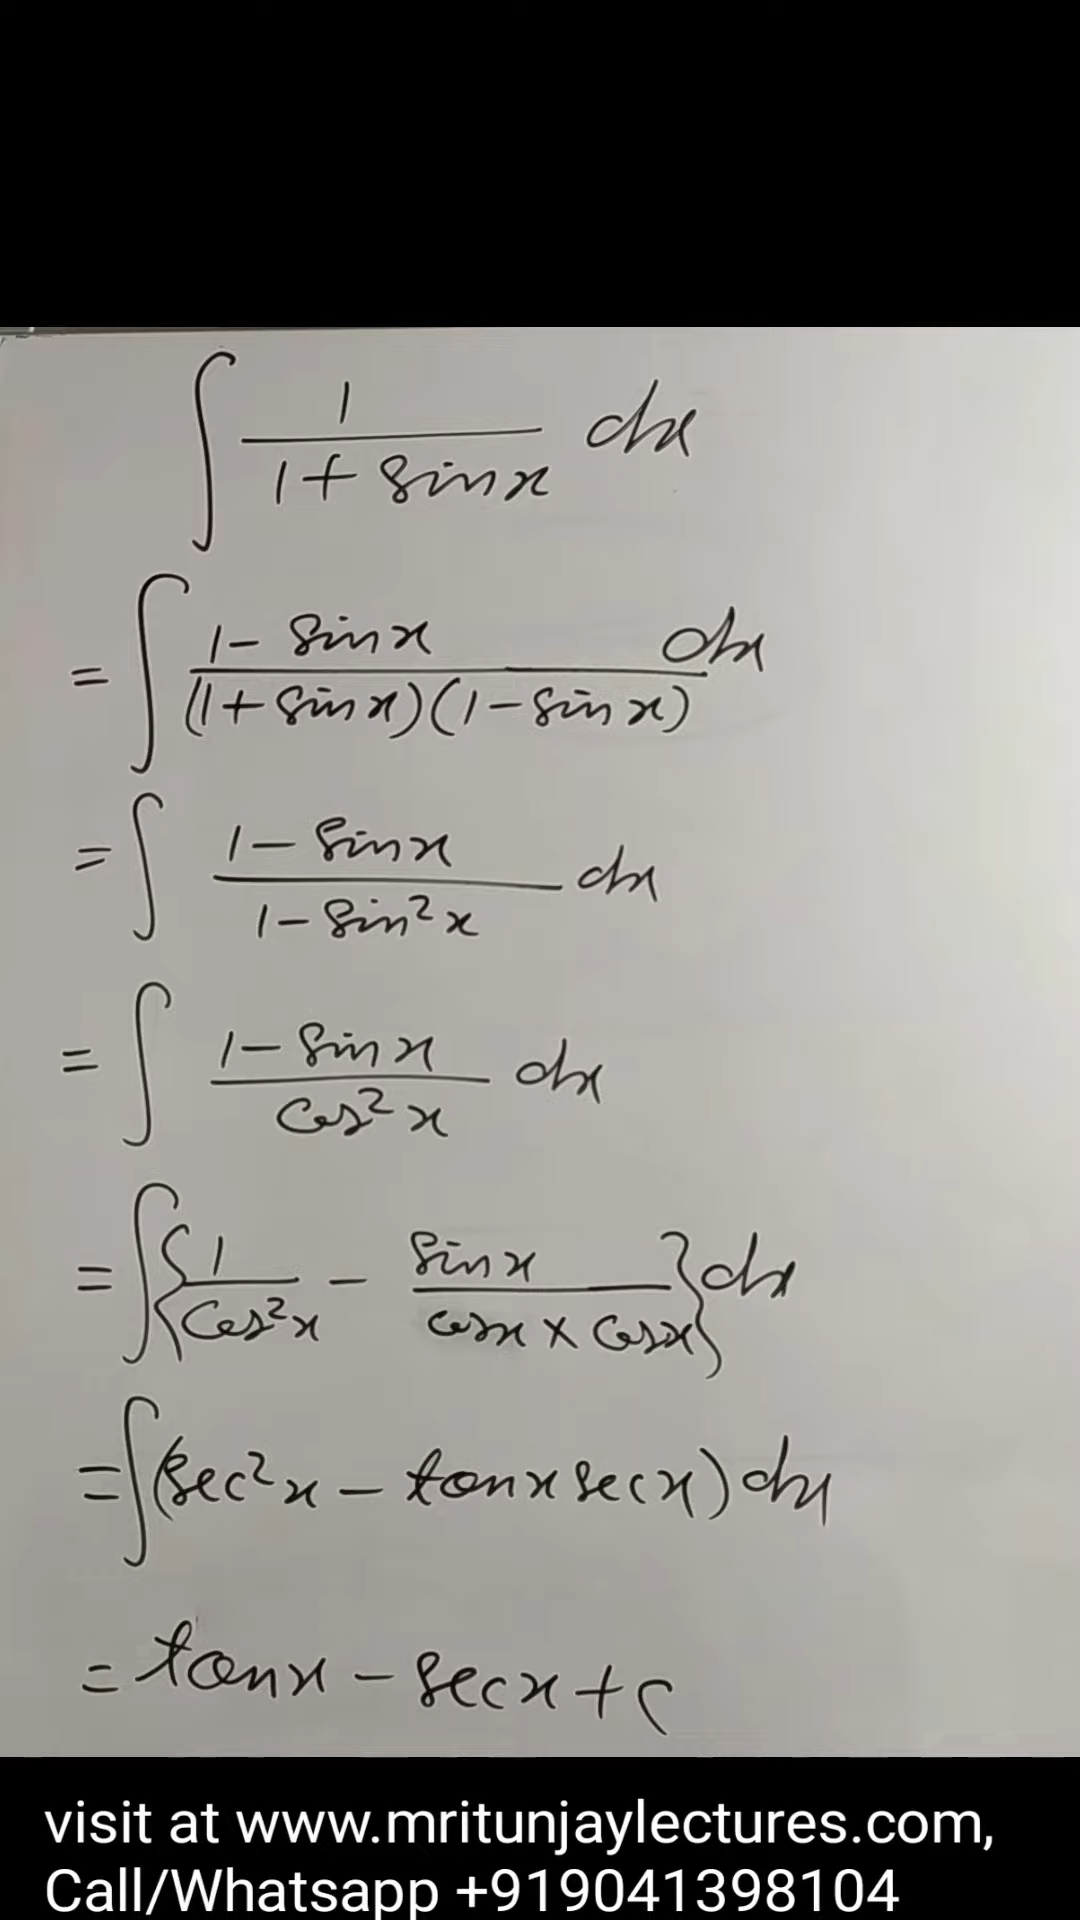 ∫ 1/(1 + sinx) dx
= ∫ (1 - sinx)/((1 + sinx)(1 - sinx)) dx
= ∫ (1 - sinx)/(1 - sin²x) dx
= ∫ (1 - sinx)/(cos²x) dx
= ∫ {1/(cos²x) - sinx/(cosx × cosx)} dx
= ∫ (sec²x - tanx secx) dx
= tanx - secx + c
visit at www.mritunjaylectures.com,
Call/Whatsapp +919041398104